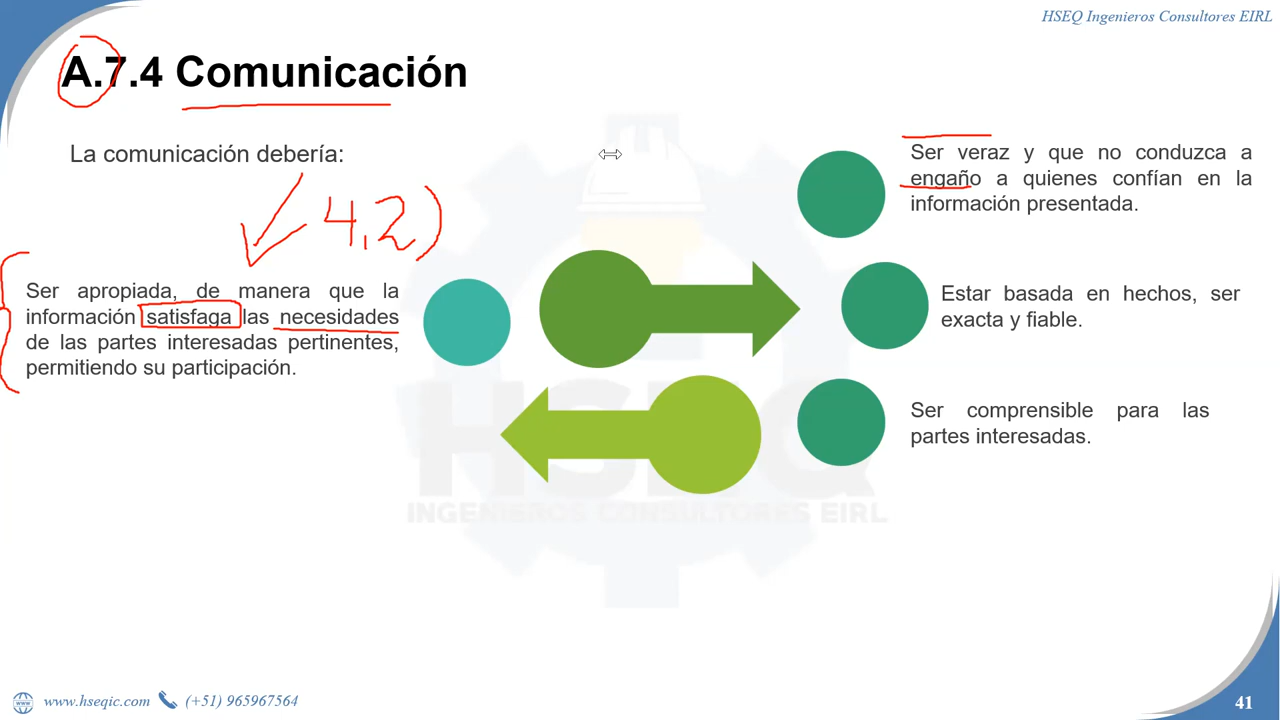 HSEQ Ingenieros Consultores EIRL
A.7.4 Comunicación
La comunicación debería:
4,2)
Ser apropiada, de manera que la
información satisfaga las necesidades
de las partes interesadas pertinentes,
permitiendo su participación.
Ser veraz y que no conduzca a
engaño a quienes confían en la
información presentada.
Estar basada en hechos, ser
exacta y fiable.
Ser comprensible para las
partes interesadas.
HSEQ
INGENIEROS CONSULTORES EIRL
www.hseqic.com
(+51) 965967564
41